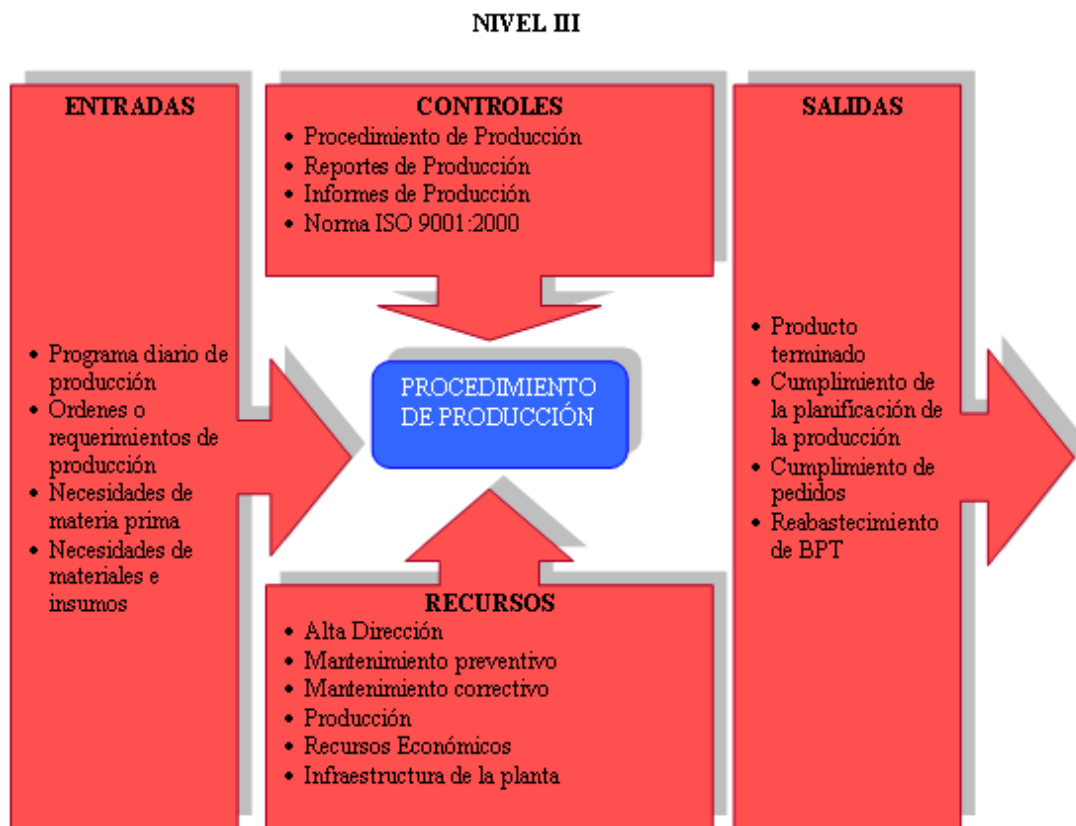 NIVEL III
ENTRADAS
• Programa diario de
producción
• Ordenes o
requerimientos de
producción
• Necesidades de
materia prima
• Necesidades de
materiales e
insumos
CONTROLES
• Procedimiento de Producción
• Reportes de Producción
• Informes de Producción
• Norma ISO 9001:2000
PROCEDIMIENTO
DE PRODUCCIÓN
RECURSOS
• Alta Dirección
• Mantenimiento preventivo
• Mantenimiento correctivo
• Producción
• Recursos Económicos
• Infraestructura de la planta
SALIDAS
• Producto
terminado
• Cumplimiento de
la planificación de
la producción
• Cumplimiento de
pedidos
• Reabastecimiento
de BPT